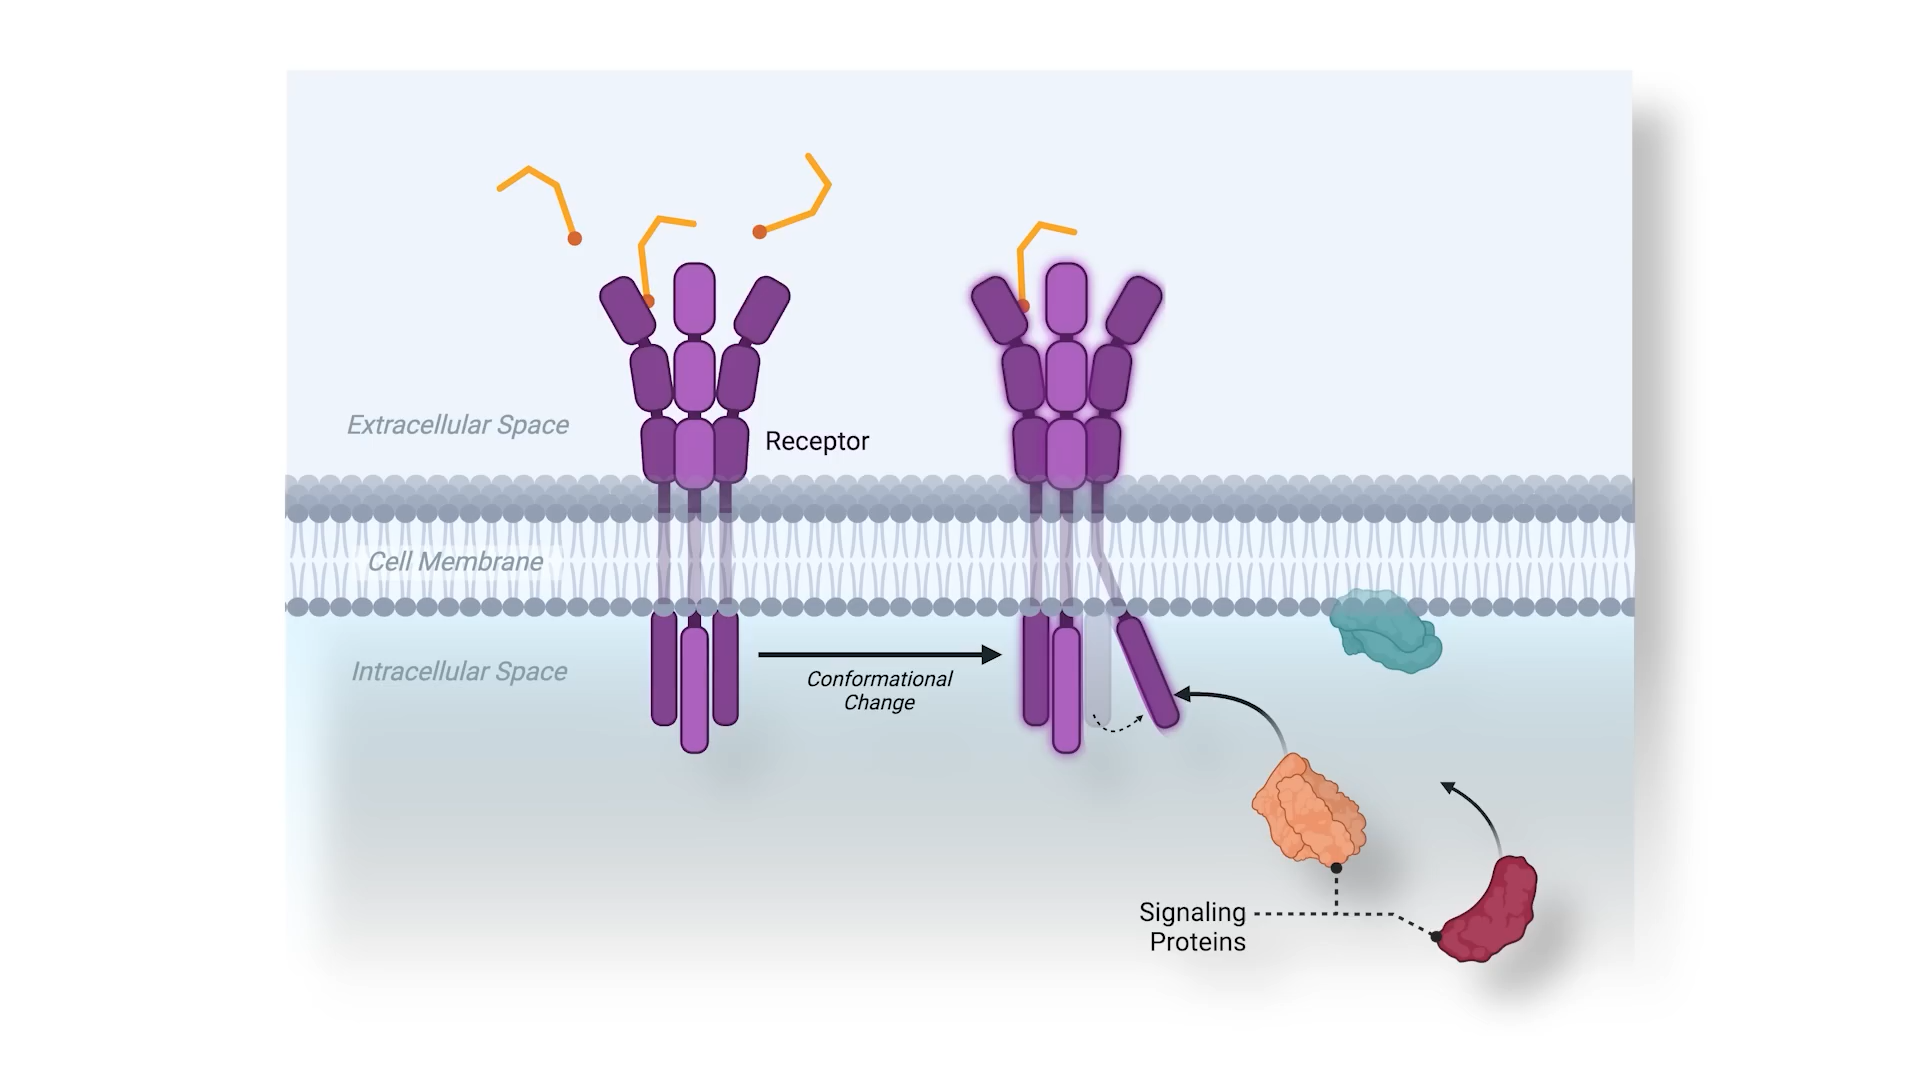 Extracellular Space
Receptor
Cell Membrane
Intracellular Space
Conformational
Change
Signaling
Proteins